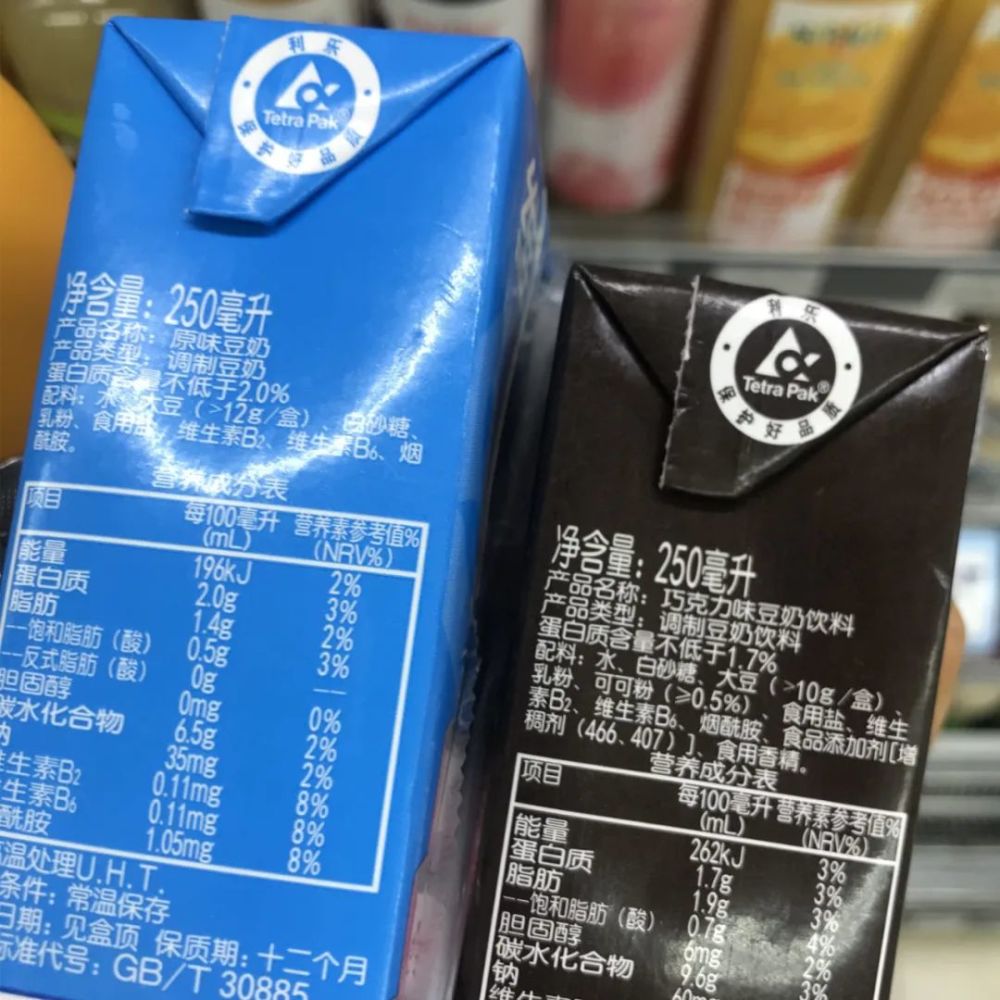 利乐
Tetra Pak®
保护好品质
净含量：250毫升
产品名称：原味豆奶
产品类型：调制豆奶
蛋白质含量不低于2.0%
配料：水、大豆（>12g/盒）、白砂糖、
乳粉、食用盐、维生素B₂、维生素B₆、烟
酰胺。
营养成分表
项目 每100毫升(mL) 营养素参考值%(NRV%)
能量 196kJ 2%
蛋白质 2.0g 3%
脂肪 1.4g 2%
--饱和脂肪（酸） 0.5g 3%
--反式脂肪（酸） 0g --
胆固醇 0mg 0%
碳水化合物 6.5g 2%
钠 35mg 2%
生素B₂ 0.11mg 8%
生素B₆ 0.11mg 8%
酰胺 1.05mg 8%
温处理U.H.T.
条件：常温保存
日期：见盒顶 保质期：十二个月
标准代号：GB/T 30885
利乐
Tetra Pak®
保护好品质
净含量：250毫升
产品名称：巧克力味豆奶饮料
产品类型：调制豆奶饮料
蛋白质含量不低于1.7%
配料：水、白砂糖、大豆（>10g/盒）、
乳粉、可可粉（≥0.5%）、食用盐、维生
素B₂、维生素B₆、烟酰胺、食品添加剂[增
稠剂（466、407）]、食用香精。
营养成分表
项目 每100毫升(mL) 营养素参考值%(NRV%)
能量 262kJ 3%
蛋白质 1.7g 3%
脂肪 1.9g 3%
--饱和脂肪（酸） 0.7g 4%
胆固醇 6mg 2%
碳水化合物 9.6g 3%
钠 60mg
维生素